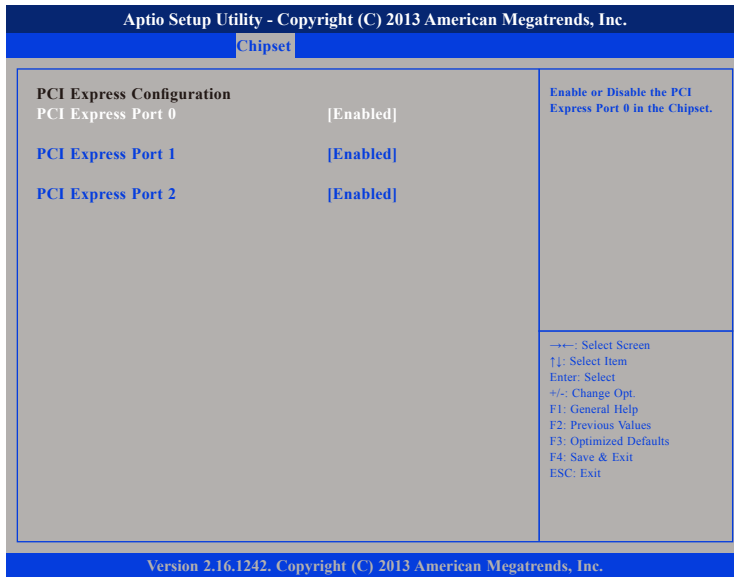 Aptio Setup Utility - Copyright (C) 2013 American Megatrends, Inc.
Chipset
PCI Express Configuration
PCI Express Port 0 [Enabled]
PCI Express Port 1 [Enabled]
PCI Express Port 2 [Enabled]
Enable or Disable the PCI
Express Port 0 in the Chipset.
→←: Select Screen
↑↓: Select Item
Enter: Select
+/-: Change Opt.
F1: General Help
F2: Previous Values
F3: Optimized Defaults
F4: Save & Exit
ESC: Exit
Version 2.16.1242. Copyright (C) 2013 American Megatrends, Inc.